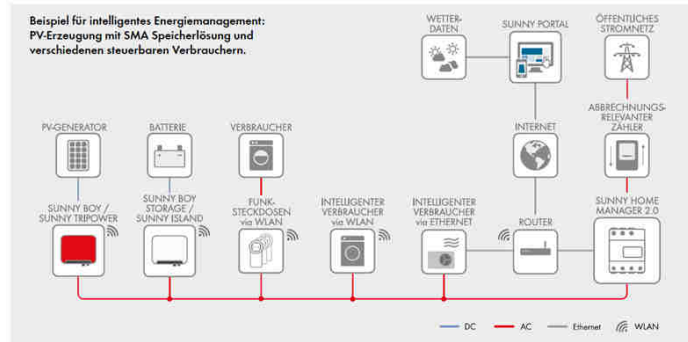 Beispiel für intelligentes Energiemanagement:
PV-Erzeugung mit SMA Speicherlösung und
verschiedenen steuerbaren Verbrauchern.
WETTER-
DATEN
SUNNY PORTAL
ÖFFENTLICHES
STROMNETZ
PV-GENERATOR
BATTERIE
VERBRAUCHER
INTERNET
ABBRECHNUNGS-
RELEVANTER
ZÄHLER
SUNNY BOY /
SUNNY TRIPOWER
SUNNY BOY
STORAGE /
SUNNY ISLAND
FUNK-
STECKDOSEN
via WLAN
INTELLIGENTER
VERBRAUCHER
via WLAN
INTELLIGENTER
VERBRAUCHER
via ETHERNET
ROUTER
SUNNY HOME
MANAGER 2.0
DC
AC
Ethernet
WLAN